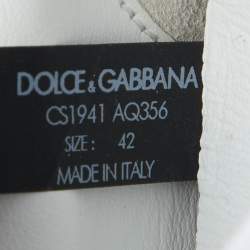 DOLCE & GABBANA
CS1941 AQ356
SIZE: 42
MADE IN ITALY